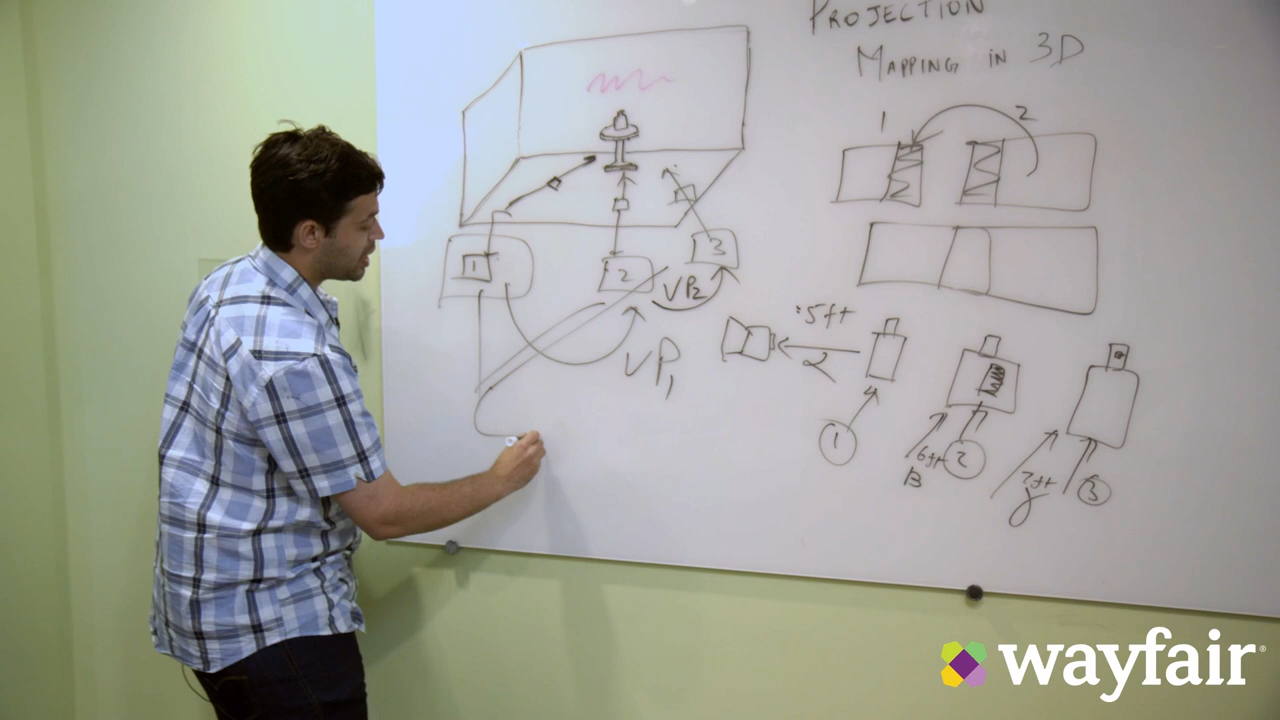 PROJECTION
MAPPING IN 3D
1
2
1
2
3
VP2
VP1
5ft
α
1
6ft
B
2
7ft
γ
3
wayfair